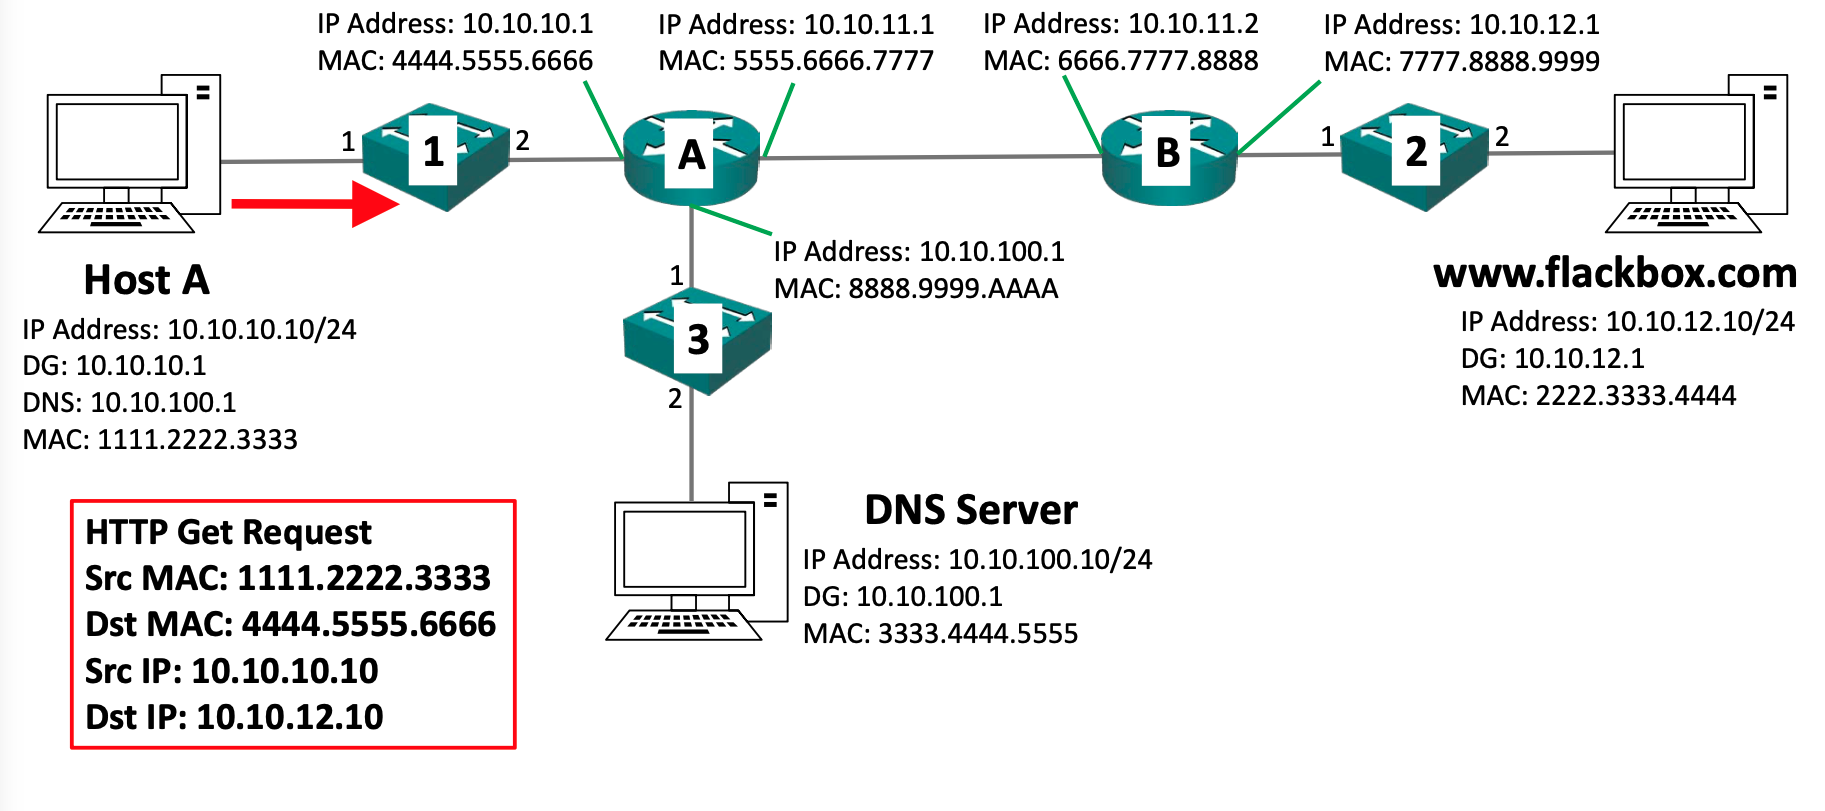 IP Address: 10.10.10.1
MAC: 4444.5555.6666
IP Address: 10.10.11.1
MAC: 5555.6666.7777
IP Address: 10.10.11.2
MAC: 6666.7777.8888
IP Address: 10.10.12.1
MAC: 7777.8888.9999
1
1
2
A
B
1
2
2
IP Address: 10.10.100.1
MAC: 8888.9999.AAAA
Host A
IP Address: 10.10.10.10/24
DG: 10.10.10.1
DNS: 10.10.100.1
MAC: 1111.2222.3333
1
3
2
www.flackbox.com
IP Address: 10.10.12.10/24
DG: 10.10.12.1
MAC: 2222.3333.4444
DNS Server
IP Address: 10.10.100.10/24
DG: 10.10.100.1
MAC: 3333.4444.5555
HTTP Get Request
Src MAC: 1111.2222.3333
Dst MAC: 4444.5555.6666
Src IP: 10.10.10.10
Dst IP: 10.10.12.10